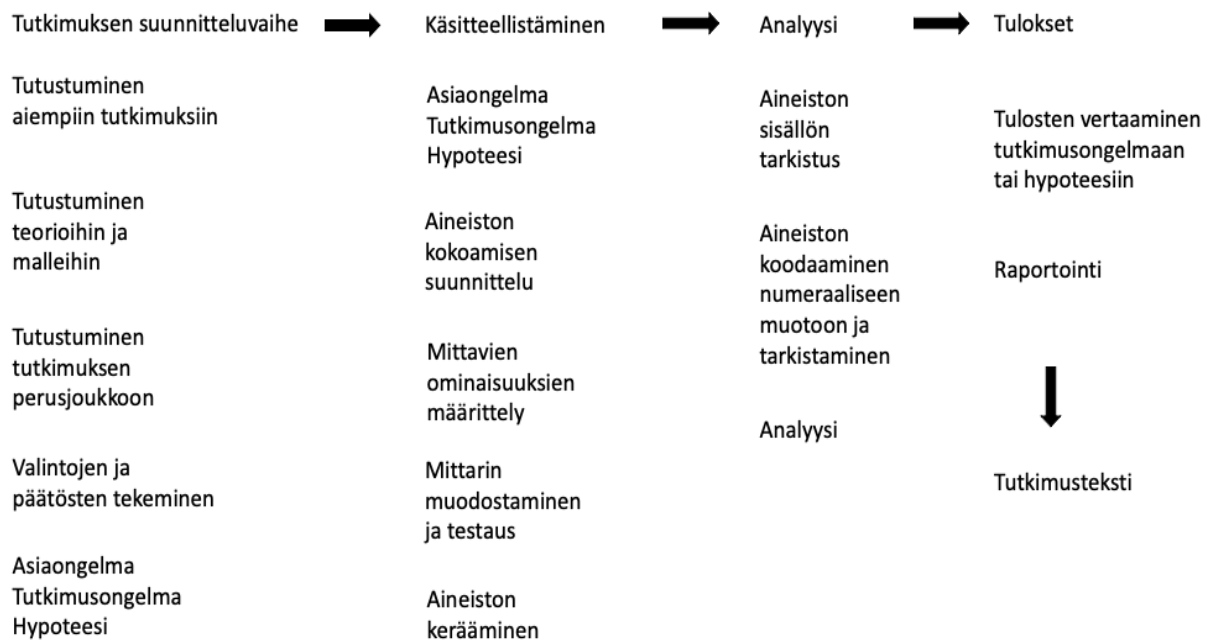 Tutkimuksen suunnitteluvaihe
Tutustuminen
aiempiin tutkimuksiin
Tutustuminen
teorioihin ja
malleihin
Tutustuminen
tutkimuksen
perusjoukkoon
Valintojen ja
päätösten tekeminen
Asiaongelma
Tutkimusongelma
Hypoteesi
Käsitteellistäminen
Asiaongelma
Tutkimusongelma
Hypoteesi
Aineiston
kokoamisen
suunnittelu
Mittavien
ominaisuuksien
määrittely
Mittarin
muodostaminen
ja testaus
Aineiston
kerääminen
Analyysi
Aineiston
sisällön
tarkistus
Aineiston
koodaaminen
numeraaliseen
muotoon ja
tarkistaminen
Analyysi
Tulokset
Tulosten vertaaminen
tutkimusongelmaan
tai hypoteesiin
Raportointi
Tutkimusteksti